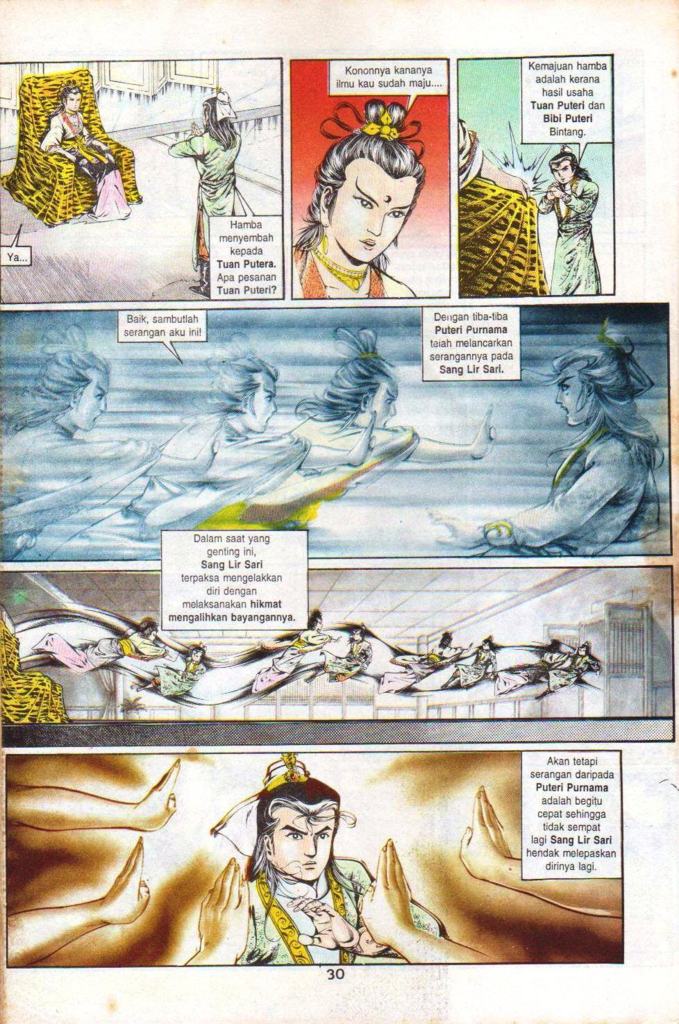 Ya...
Hamba
menyembah
kepada
Tuan Putera.
Apa pesanan
Tuan Puteri?
Kononnya kananya
ilmu kau sudah maju....
Kemajuan hamba
adalah kerana
hasil usaha
Tuan Puteri dan
Bibi Puteri
Bintang.
Baik, sambutlah
serangan aku ini!
Dengan tiba-tiba
Puteri Purnama
telah melancarkan
serangannya pada
Sang Lir Sari.
Dalam saat yang
genting ini,
Sang Lir Sari
terpaksa mengelakkan
diri dengan
melaksanakan hikmat
mengalihkan bayangannya.
Akan tetapi
serangan daripada
Puteri Purnama
adalah begitu
cepat sehingga
tidak sempat
lagi Sang Lir Sari
hendak melepaskan
dirinya lagi.
30